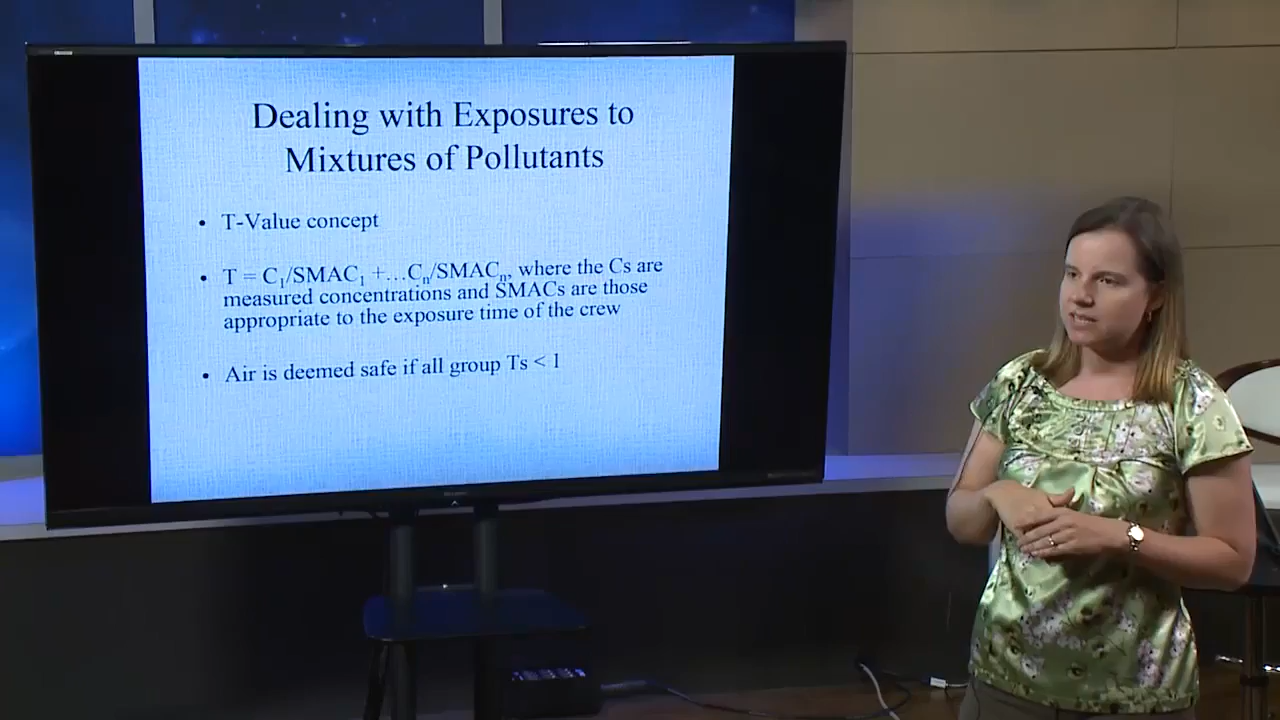 Dealing with Exposures to
Mixtures of Pollutants
• T-Value concept
• T = C₁/SMAC₁ +…Cₙ/SMACₙ, where the Cs are
measured concentrations and SMACs are those
appropriate to the exposure time of the crew
• Air is deemed safe if all group Ts < 1